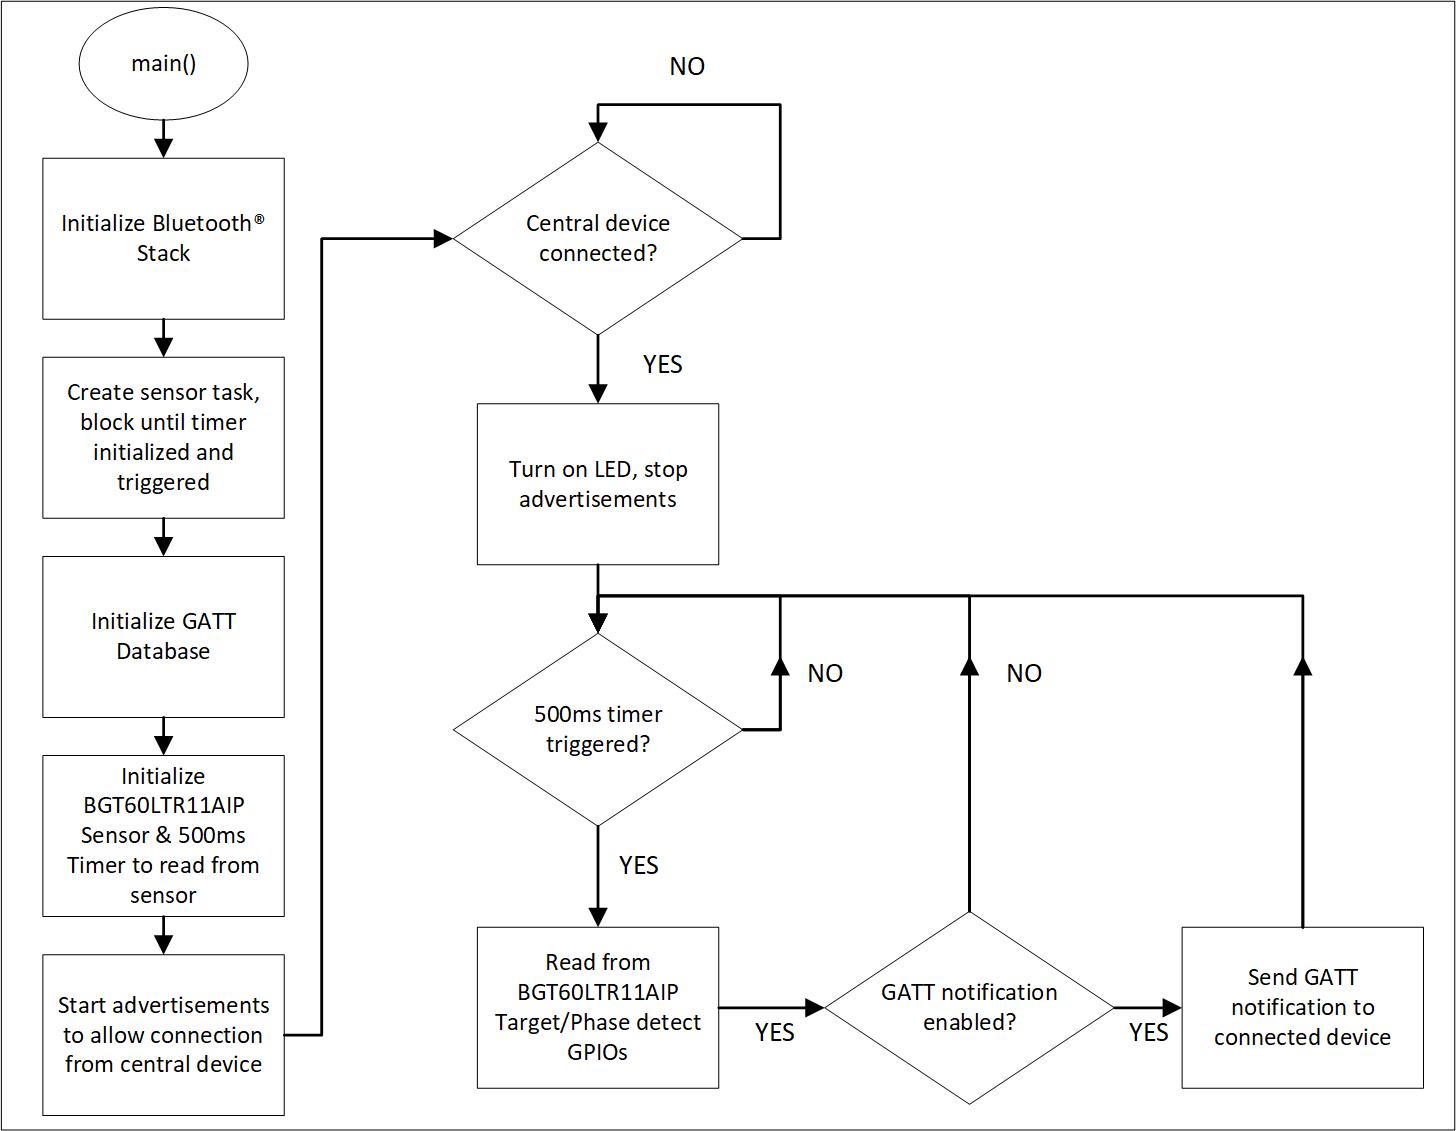 main()
Initialize Bluetooth®
Stack
Create sensor task,
block until timer
initialized and
triggered
Initialize GATT
Database
Initialize
BGT60LTR11AIP
Sensor & 500ms
Timer to read from
sensor
Start advertisements
to allow connection
from central device
NO
Central device
connected?
YES
Turn on LED, stop
advertisements
500ms timer
triggered?
NO
YES
Read from
BGT60LTR11AIP
Target/Phase detect
GPIOs
YES
NO
GATT notification
enabled?
YES
Send GATT
notification to
connected device